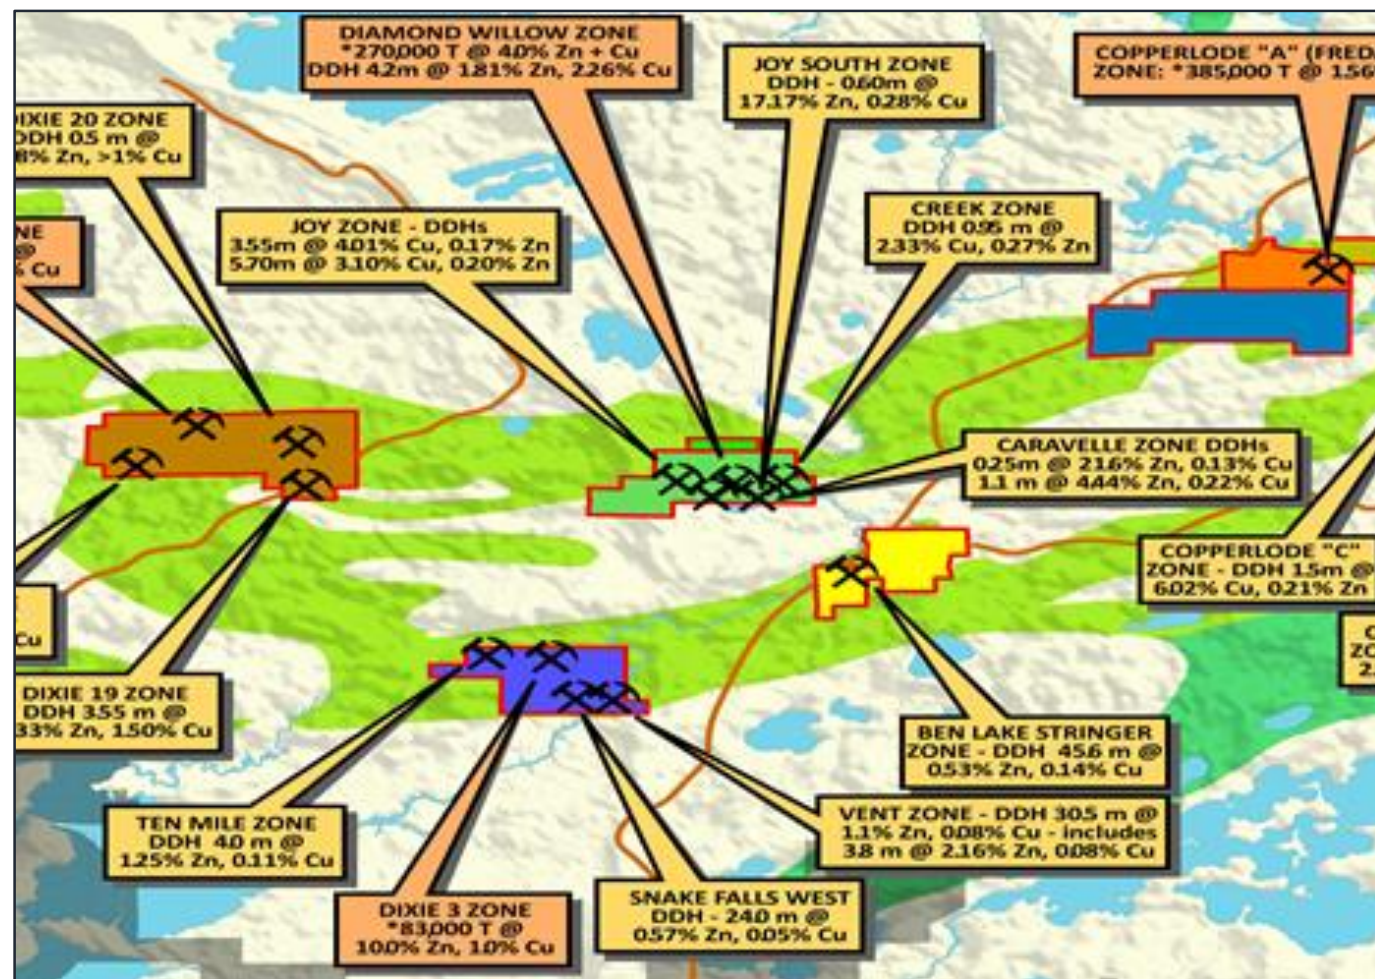 DIAMOND WILLOW ZONE
*270,000 T @ 4.0% Zn + Cu
DDH 4.2m @ 1.81% Zn, 2.26% Cu
JOY SOUTH ZONE
DDH - 0.60m @
17.17% Zn, 0.28% Cu
COPPERLODE "A" (FRED
ZONE: *385,000 T @ 1.56
DIXIE 20 ZONE
DDH 0.5 m @
8% Zn, >1% Cu
NE
@
% Cu
JOY ZONE - DDHs
3.55m @ 4.01% Cu, 0.17% Zn
5.70m @ 3.10% Cu, 0.20% Zn
CREEK ZONE
DDH 0.95 m @
2.33% Cu, 0.27% Zn
CARAVELLE ZONE DDHs
0.25m @ 21.6% Zn, 0.13% Cu
1.1 m @ 4.44% Zn, 0.22% Cu
COPPERLODE "C"
ZONE - DDH 1.5m @
6.02% Cu, 0.21% Zn
Cu
ZO
2.
DIXIE 19 ZONE
DDH 3.55 m @
33% Zn, 1.50% Cu
BEN LAKE STRINGER
ZONE - DDH 45.6 m @
0.53% Zn, 0.14% Cu
TEN MILE ZONE
DDH 4.0 m @
1.25% Zn, 0.11% Cu
VENT ZONE - DDH 30.5 m @
1.1% Zn, 0.08% Cu - includes
3.8 m @ 2.16% Zn, 0.08% Cu
DIXIE 3 ZONE
*83,000 T @
10.0% Zn, 1.0% Cu
SNAKE FALLS WEST
DDH - 24.0 m @
0.57% Zn, 0.05% Cu